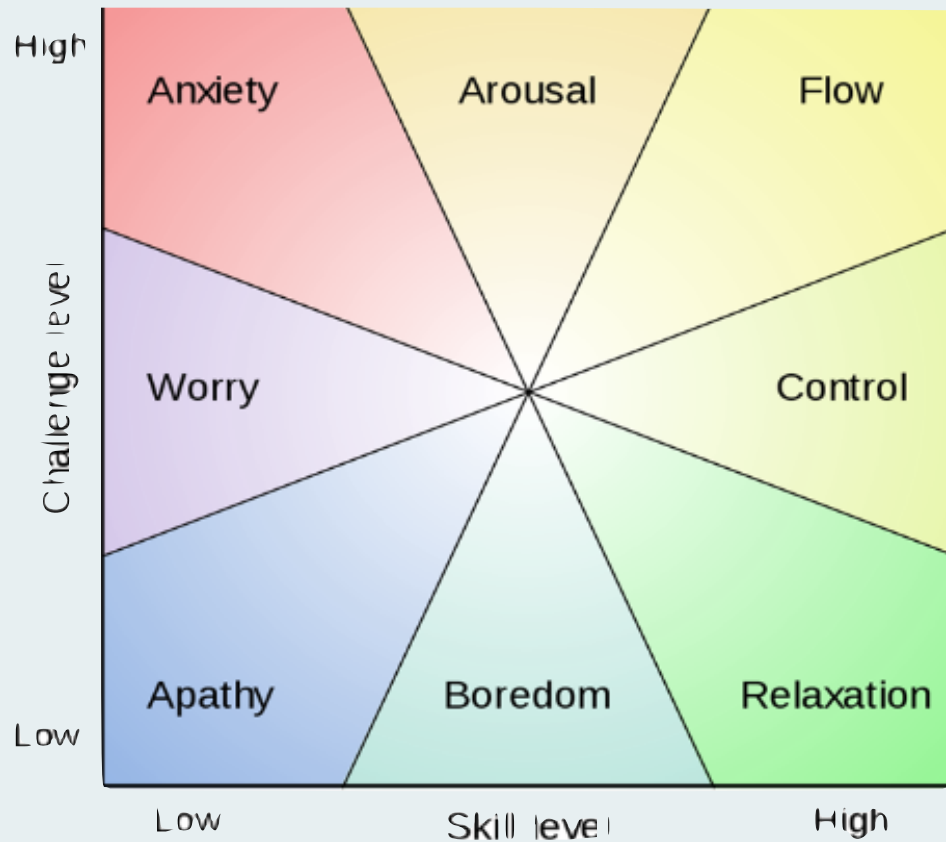 High
Anxiety Arousal Flow
Challenge level
Worry Control
Apathy Boredom Relaxation
Low
Low Skill level High